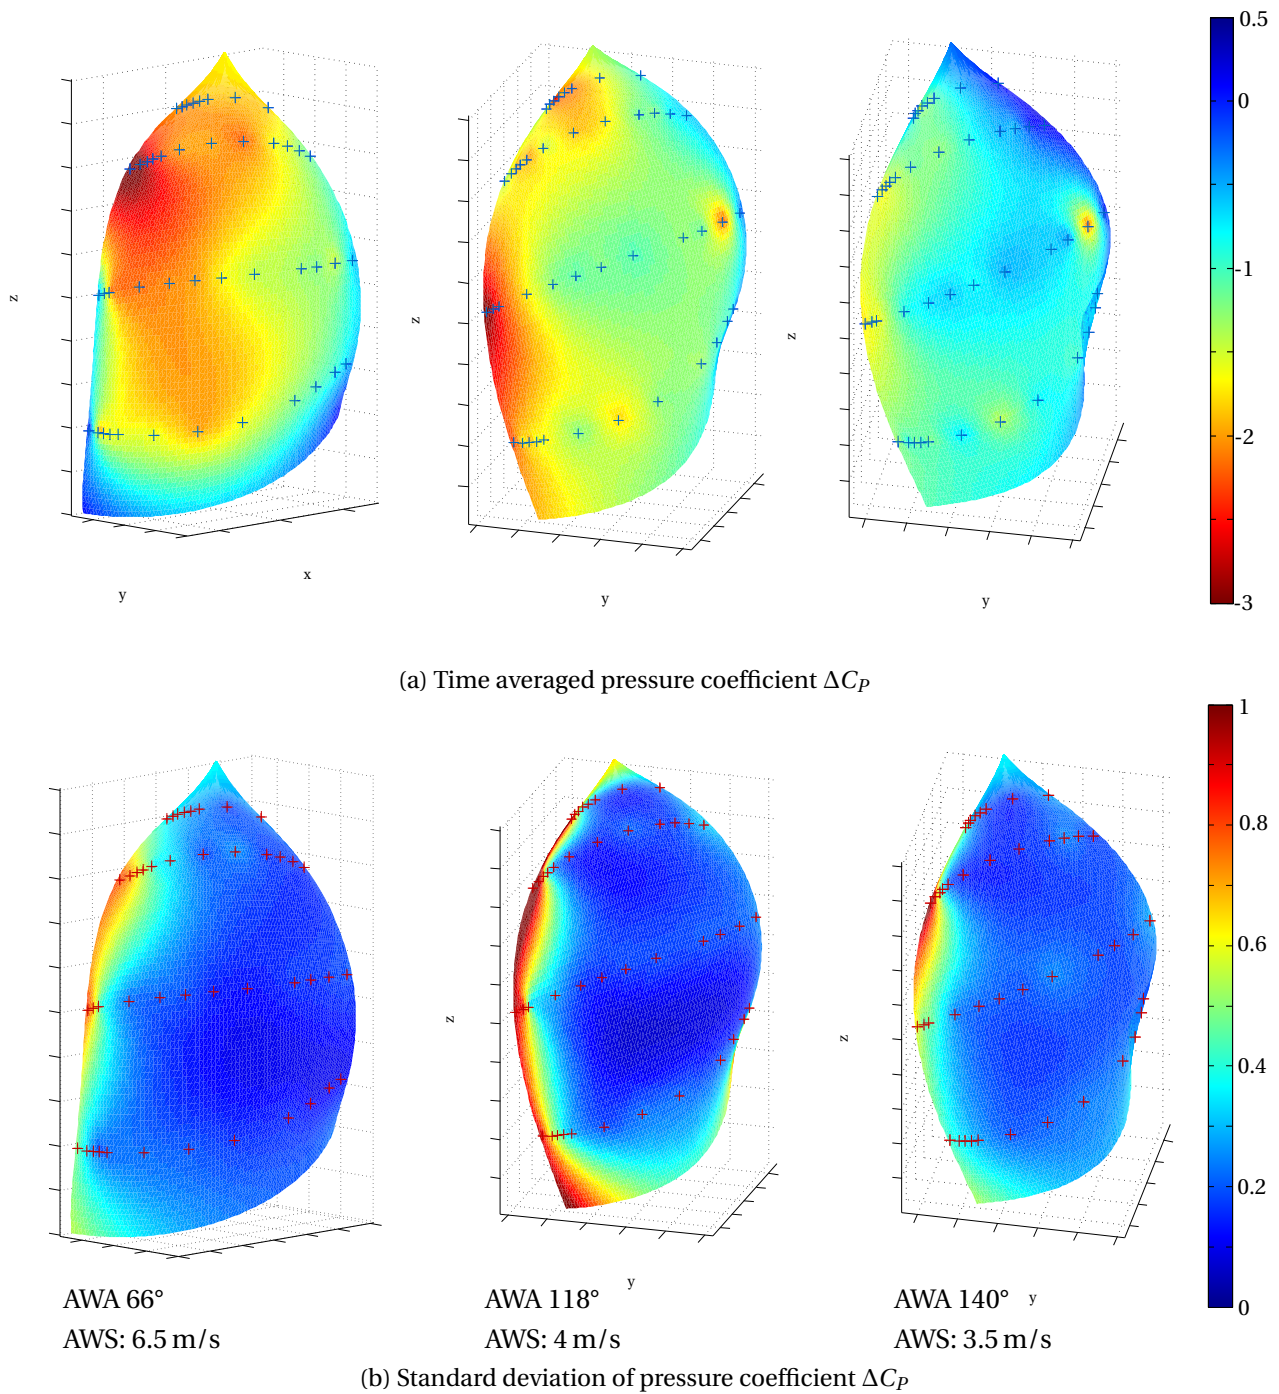 0.5
0
-1
-2
-3
z
z
z
x
y
y
y
(a) Time averaged pressure coefficient ΔC_P
1
0.8
0.6
0.4
0.2
0
z
z
y
y
AWA 66°
AWA 118°
AWA 140°
AWS: 6.5 m/s
AWS: 4 m/s
AWS: 3.5 m/s
(b) Standard deviation of pressure coefficient ΔC_P